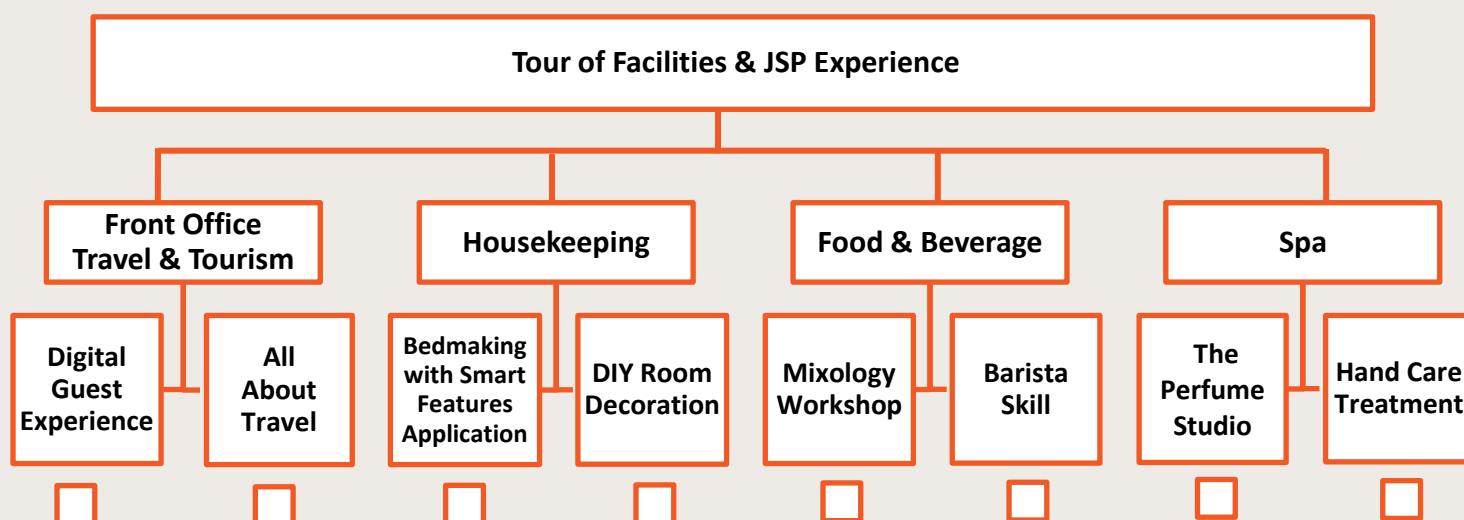 Tour of Facilities & JSP Experience
Front Office
Travel & Tourism
Housekeeping
Food & Beverage
Spa
Digital
Guest
Experience
All
About
Travel
Bedmaking
with Smart
Features
Application
DIY Room
Decoration
Mixology
Workshop
Barista
Skill
The
Perfume
Studio
Hand Care
Treatment